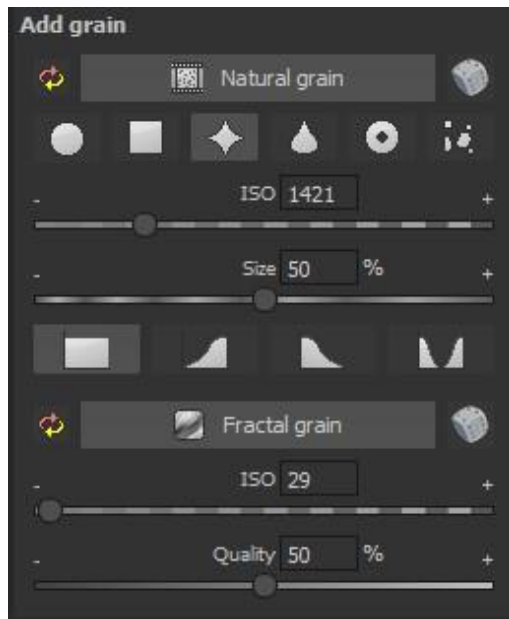 Add grain
Natural grain
- ISO 1421 +
- Size 50 % +
Fractal grain
- ISO 29 +
- Quality 50 % +